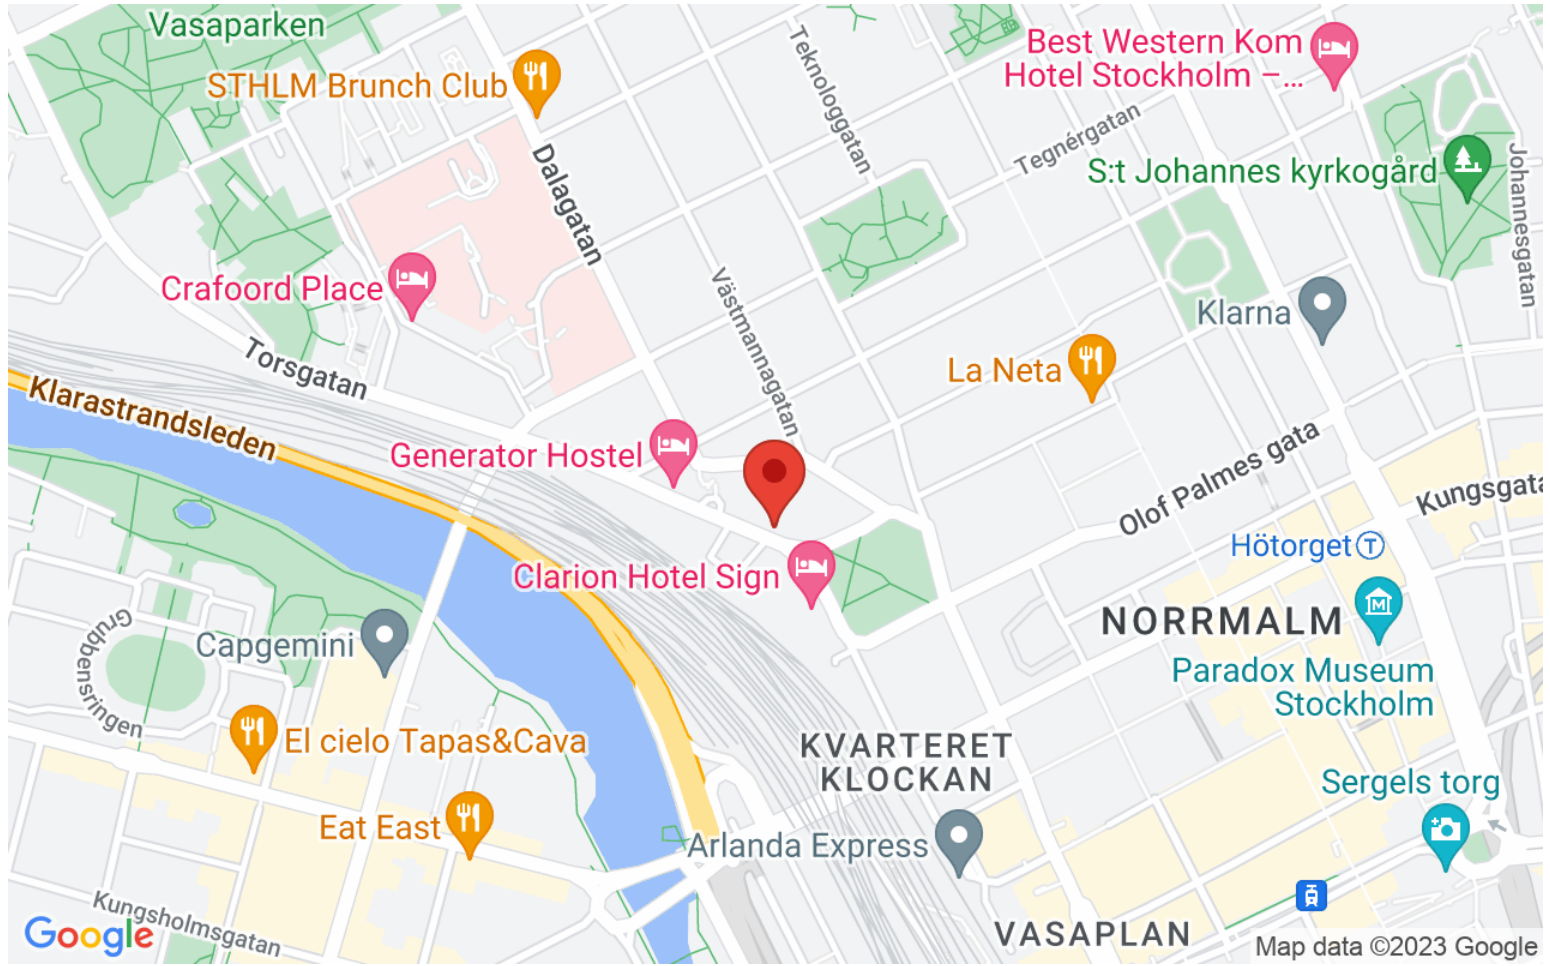 Vasaparken
STHLM Brunch Club
Best Western Kom
Hotel Stockholm –...
Teknologgatan
Tegnérgatan
Dalagatan
S:t Johannes kyrkogård
Johannesgatan
Crafoord Place
Västmannagatan
Klarna
Torsgatan
La Neta
Klarastrandsleden
Generator Hostel
Olof Palmes gata
Kungsgata
Hötorget T
Clarion Hotel Sign
NORRMALM
Grubbensringen
Capgemini
Paradox Museum
Stockholm
El cielo Tapas&Cava
KVARTERET
KLOCKAN
Sergels torg
Eat East
Arlanda Express
Kungsholmsgatan
Google
VASAPLAN
Map data ©2023 Google